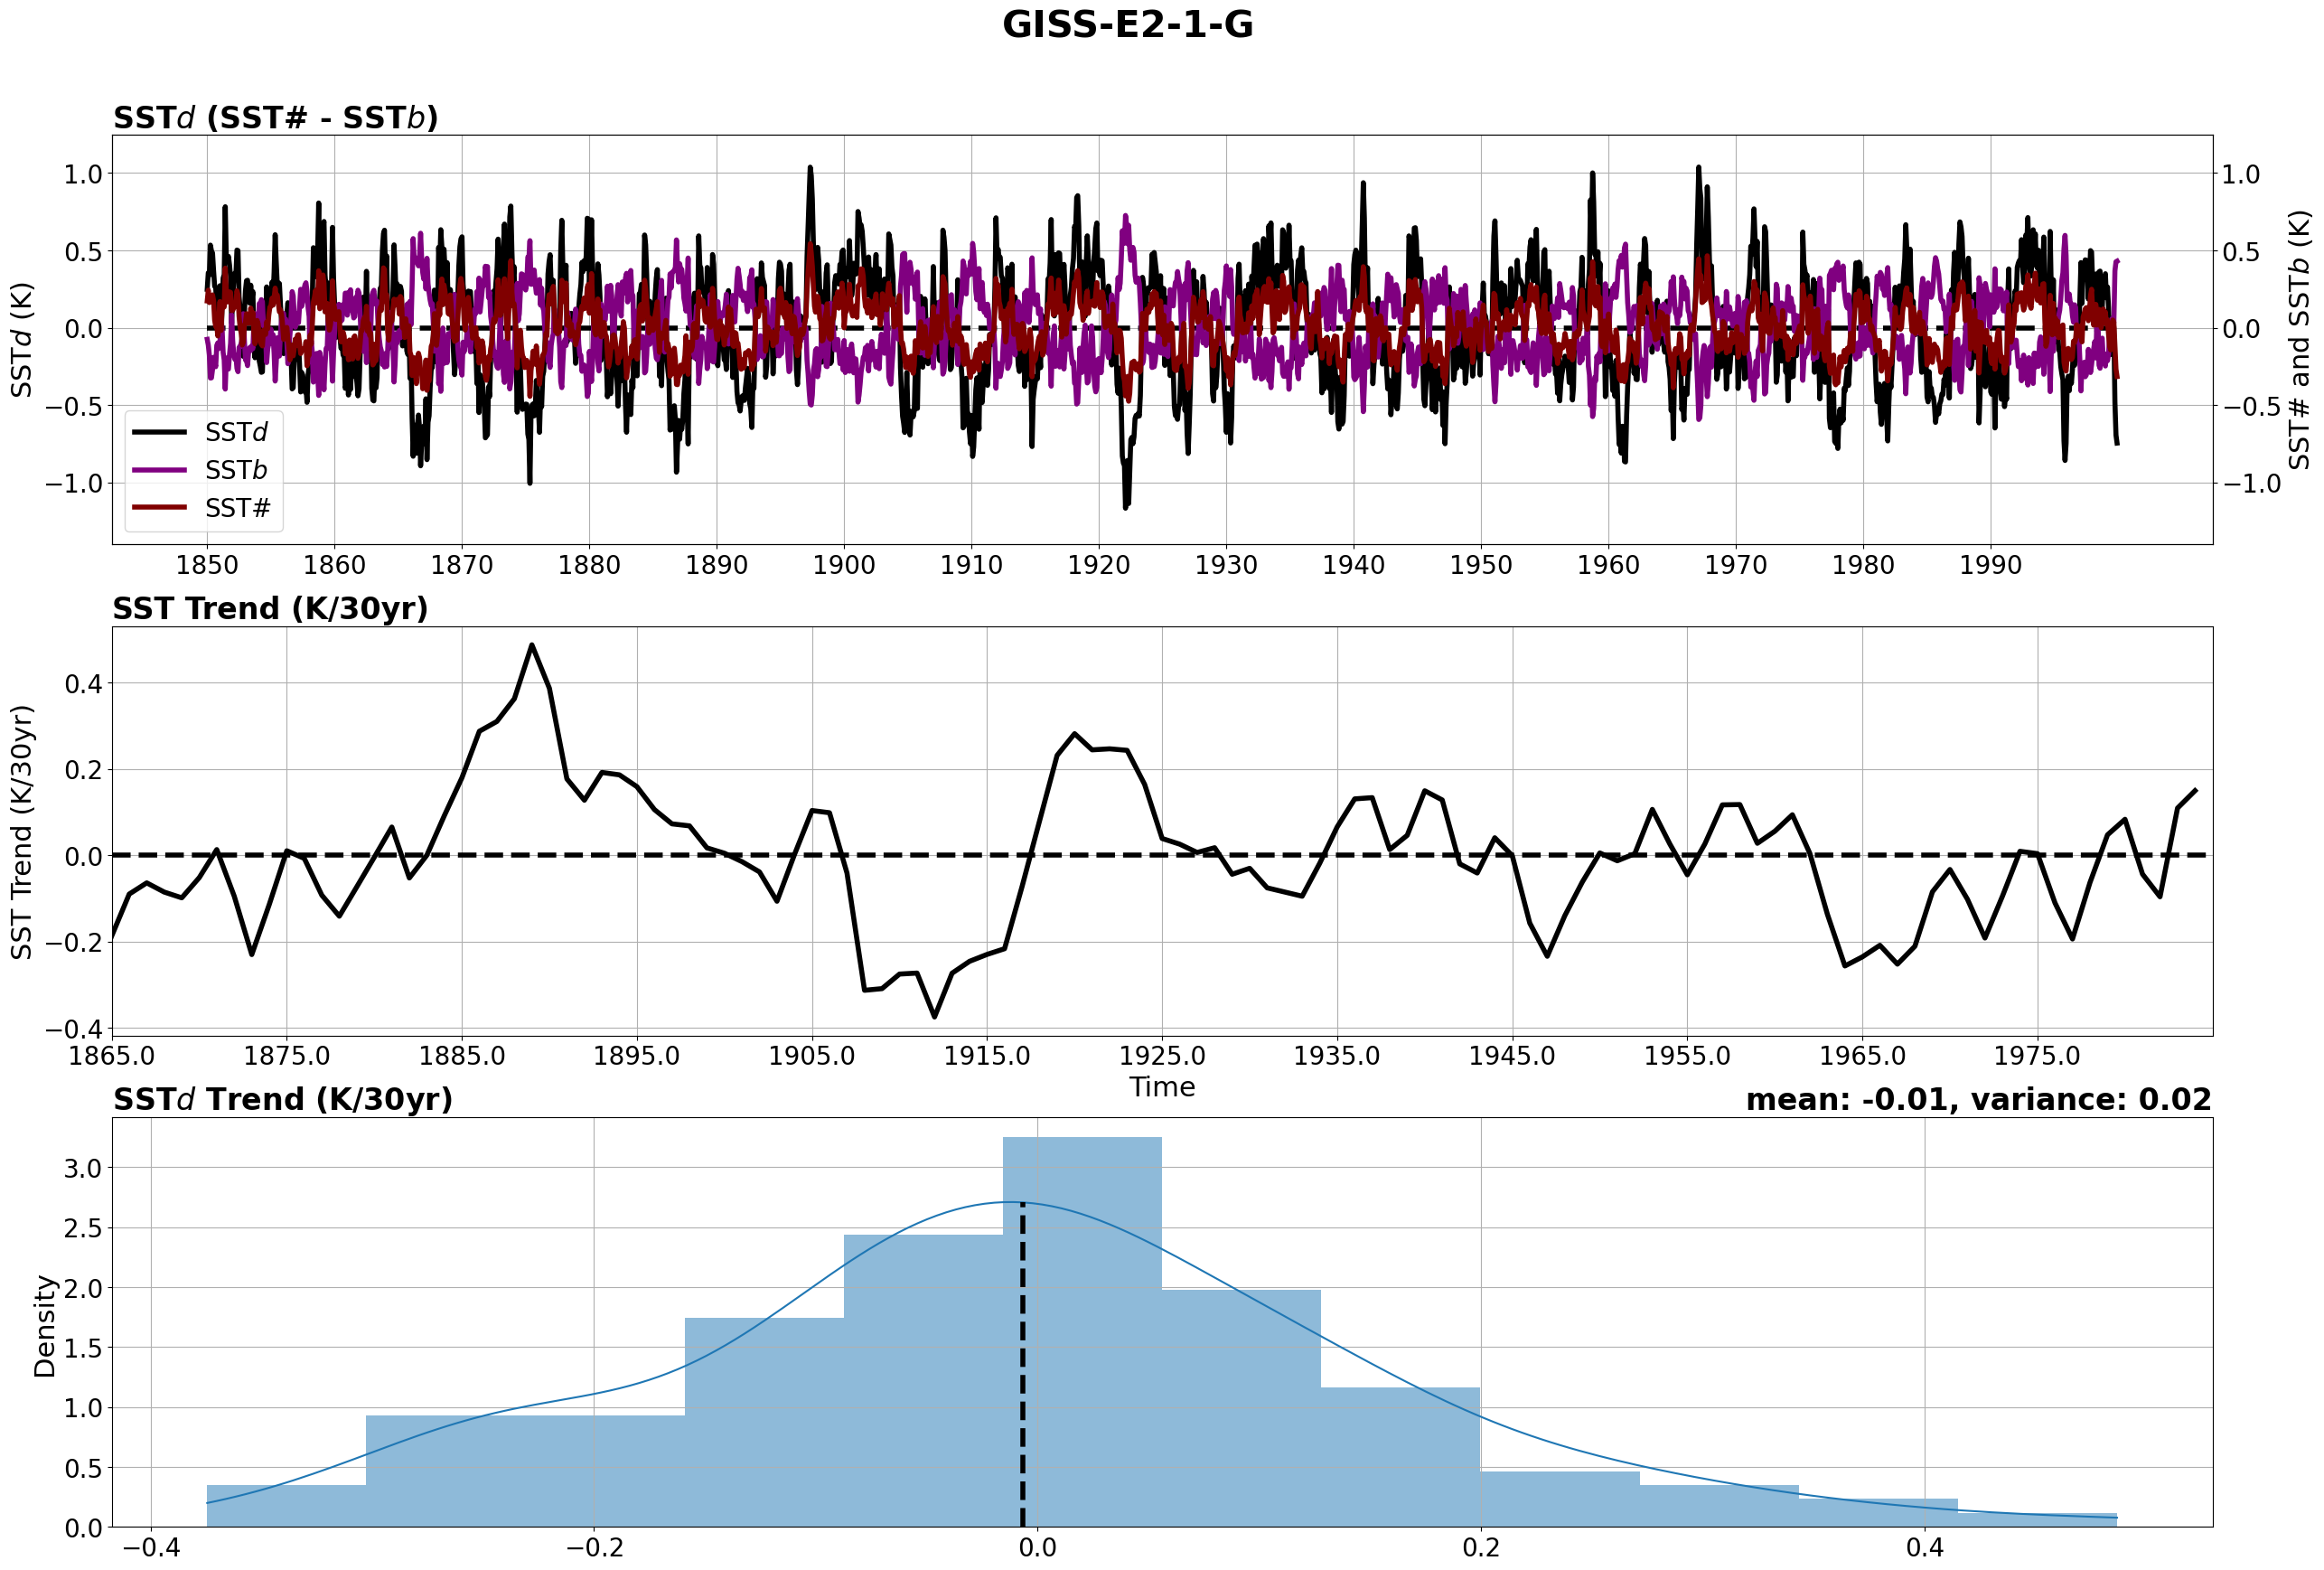 GISS-E2-1-G
SSTd (SST# - SSTb)
SSTd (K)
1.0
0.5
0.0
−0.5
−1.0
1.0
0.5
0.0
−0.5
−1.0
SST# and SSTb (K)
SSTd
SSTb
SST#
1850 1860 1870 1880 1890 1900 1910 1920 1930 1940 1950 1960 1970 1980 1990
SST Trend (K/30yr)
SST Trend (K/30yr)
0.4
0.2
0.0
−0.2
−0.4
1865.0 1875.0 1885.0 1895.0 1905.0 1915.0 1925.0 1935.0 1945.0 1955.0 1965.0 1975.0
Time
SSTd Trend (K/30yr)
mean: -0.01, variance: 0.02
Density
3.0
2.5
2.0
1.5
1.0
0.5
0.0
−0.4 −0.2 0.0 0.2 0.4